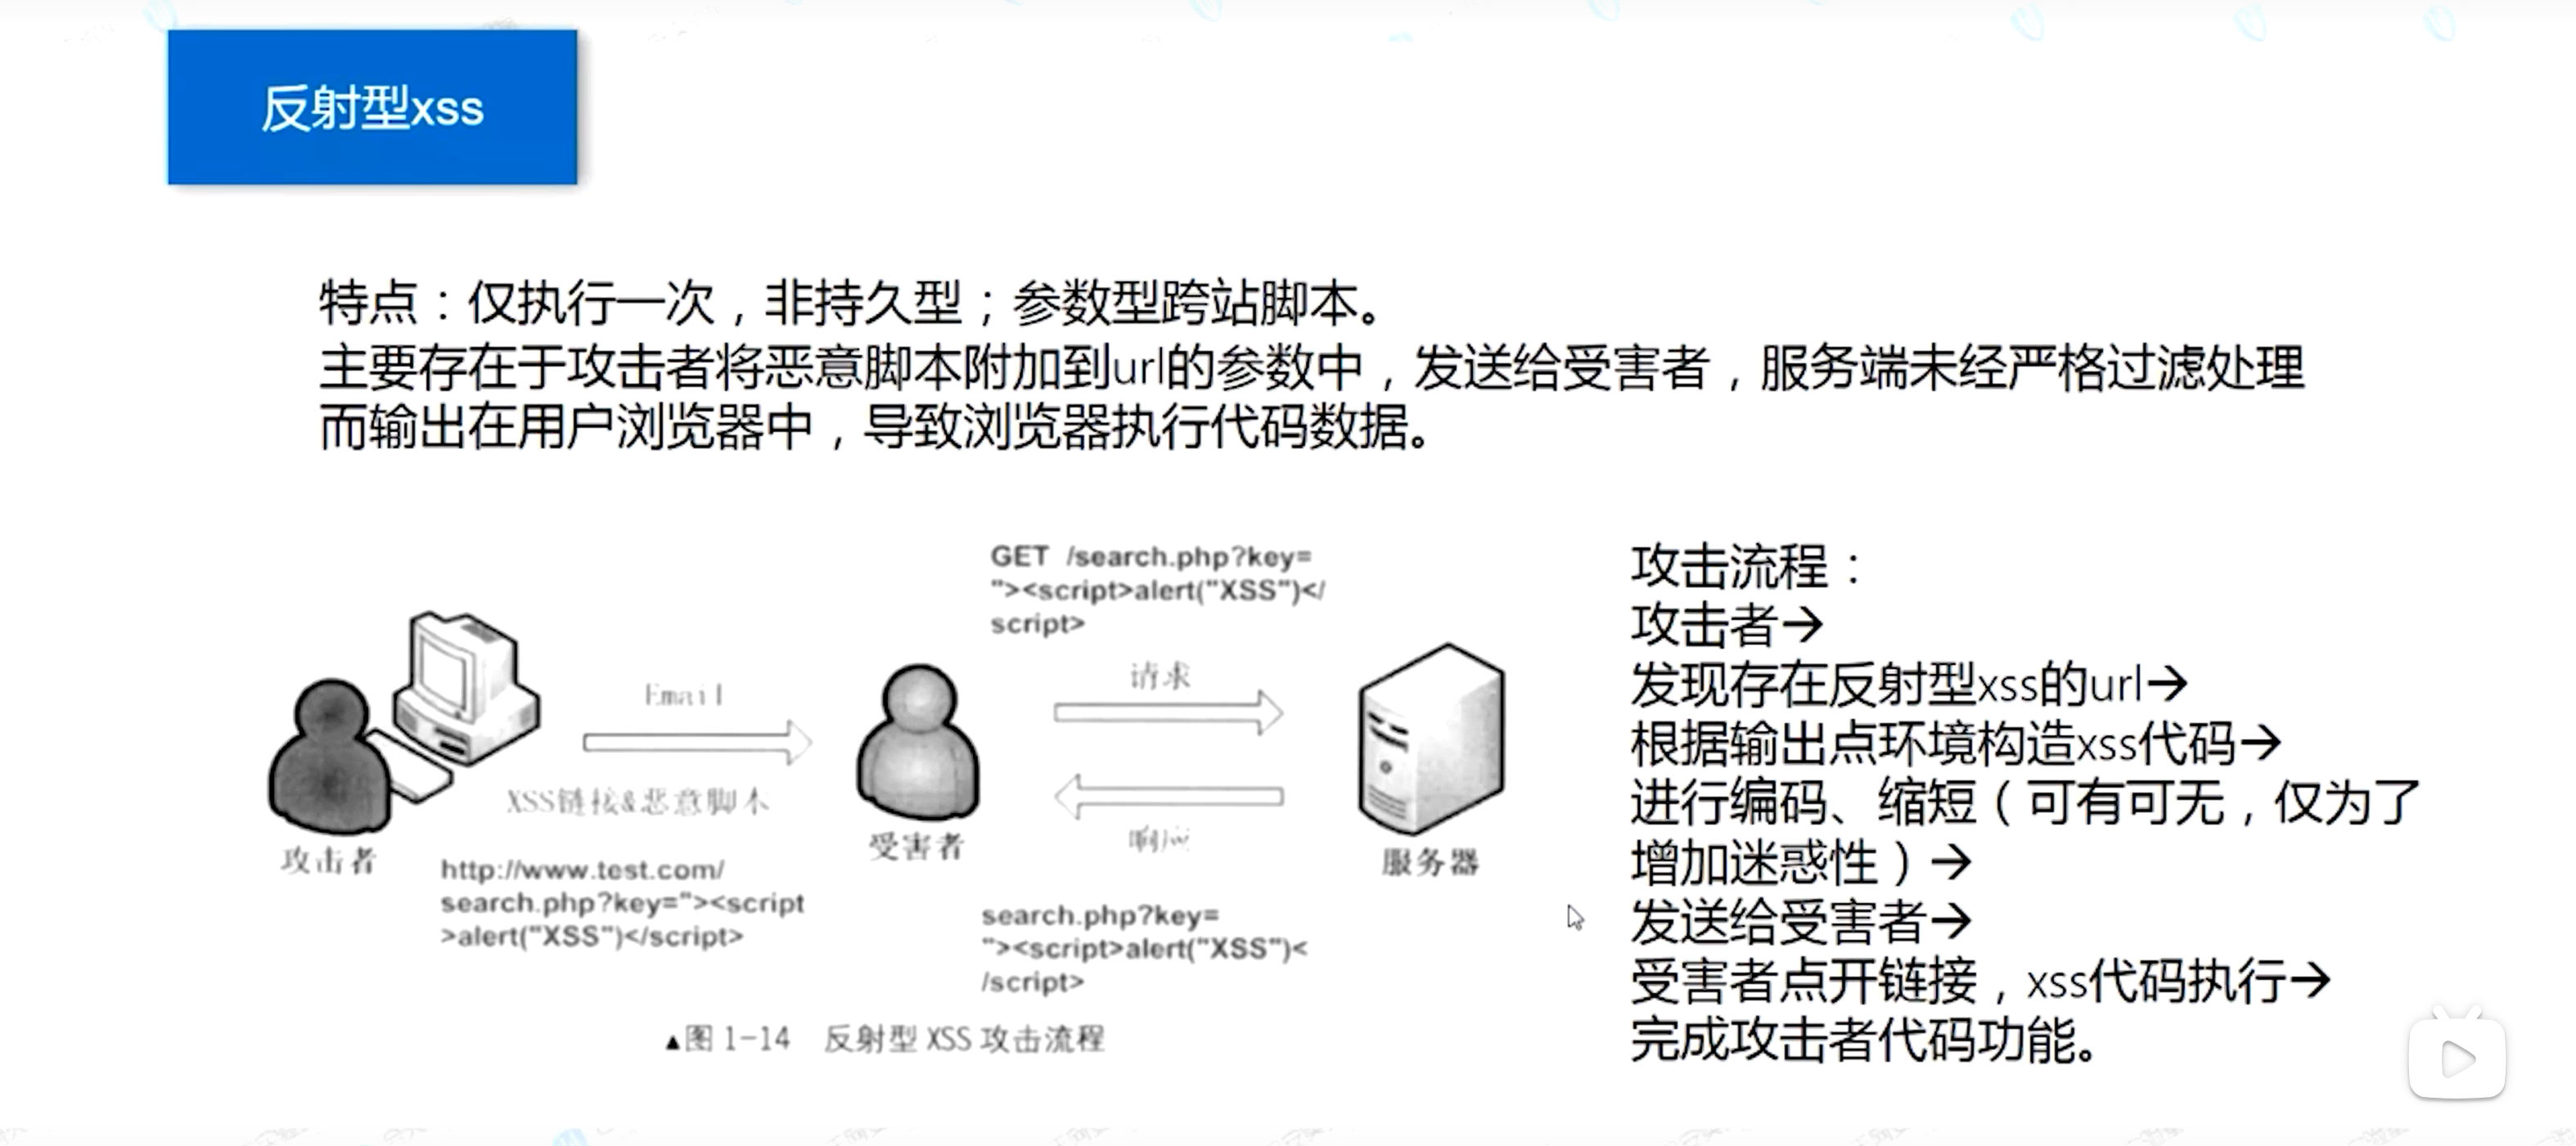 反射型xss
特点：仅执行一次，非持久型；参数型跨站脚本。
主要存在于攻击者将恶意脚本附加到url的参数中，发送给受害者，服务端未经严格过滤处理
而输出在用户浏览器中，导致浏览器执行代码数据。
GET /search.php?key=
"><script>alert("XSS")</
script>
请求
Email
XSS链接&恶意脚本
响应
攻击者
受害者
服务器
http://www.test.com/
search.php?key="><script
>alert("XSS")</script>
search.php?key=
"><script>alert("XSS")<
/script>
▲图 1-14 反射型 XSS 攻击流程
攻击流程：
攻击者→
发现存在反射型xss的url→
根据输出点环境构造xss代码→
进行编码、缩短（可有可无，仅为了
增加迷惑性）→
发送给受害者→
受害者点开链接，xss代码执行→
完成攻击者代码功能。